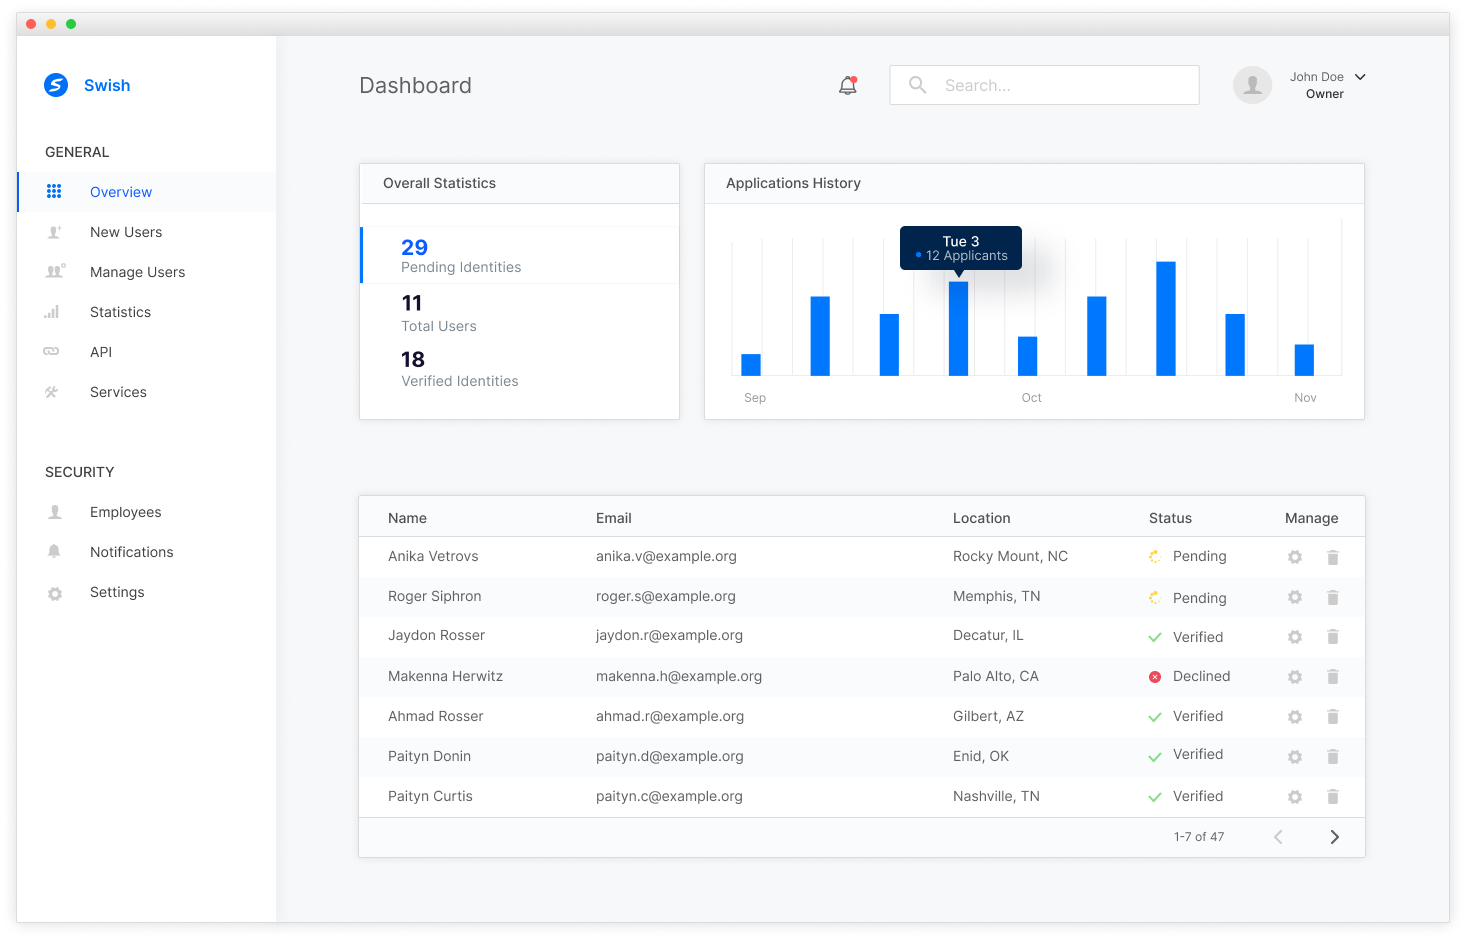 Swish
Dashboard
Search...
John Doe
Owner
GENERAL
Overview
New Users
Manage Users
Statistics
API
Services
SECURITY
Employees
Notifications
Settings
Overall Statistics
29
Pending Identities
11
Total Users
18
Verified Identities
Applications History
Tue 3
12 Applicants
Sep Oct Nov
Name Email Location Status Manage
Anika Vetrovs anika.v@example.org Rocky Mount, NC Pending
Roger Siphron roger.s@example.org Memphis, TN Pending
Jaydon Rosser jaydon.r@example.org Decatur, IL Verified
Makenna Herwitz makenna.h@example.org Palo Alto, CA Declined
Ahmad Rosser ahmad.r@example.org Gilbert, AZ Verified
Paityn Donin paityn.d@example.org Enid, OK Verified
Paityn Curtis paityn.c@example.org Nashville, TN Verified
1-7 of 47